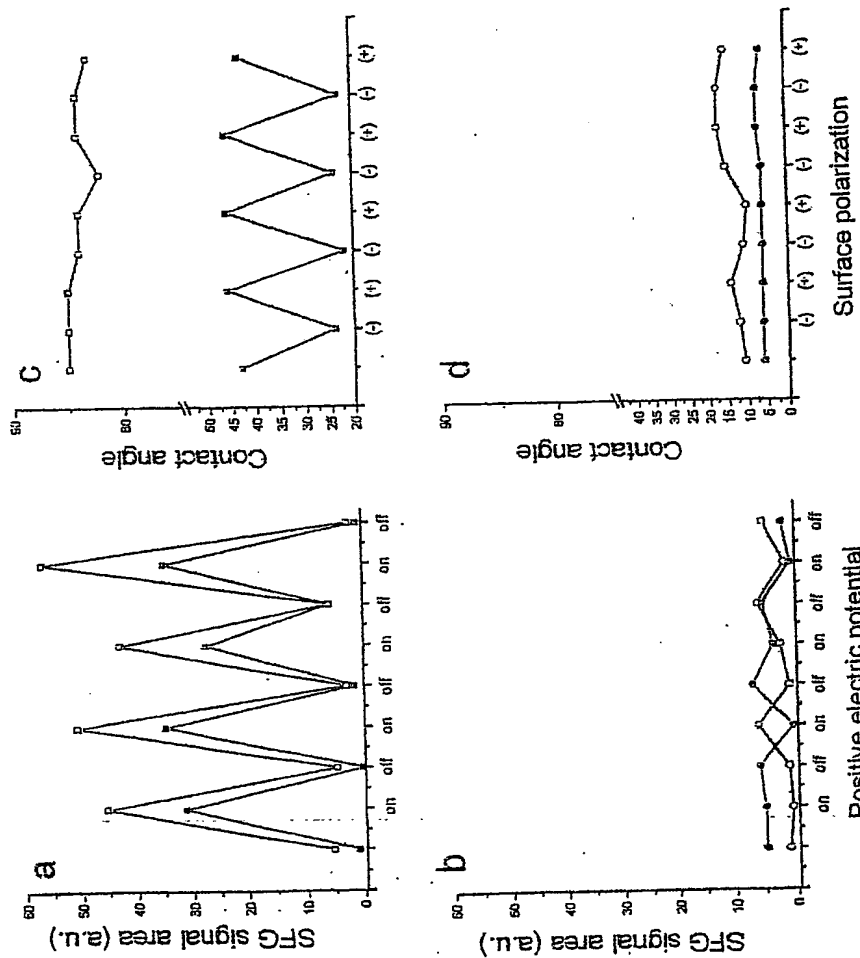 a
SFG signal area (a.u.)
60
50
40
30
20
10
0
on off on off on off on off
b
SFG signal area (a.u.)
60
50
40
30
20
10
0
on off on off on off on off
Positive electric potential
c
Contact angle
90
80
45
40
35
30
25
20
(-) (+) (-) (+) (-) (+) (-) (+)
d
Contact angle
90
80
40
35
30
25
20
15
10
5
0
(-) (+) (-) (+) (-) (+) (-) (+)
Surface polarization